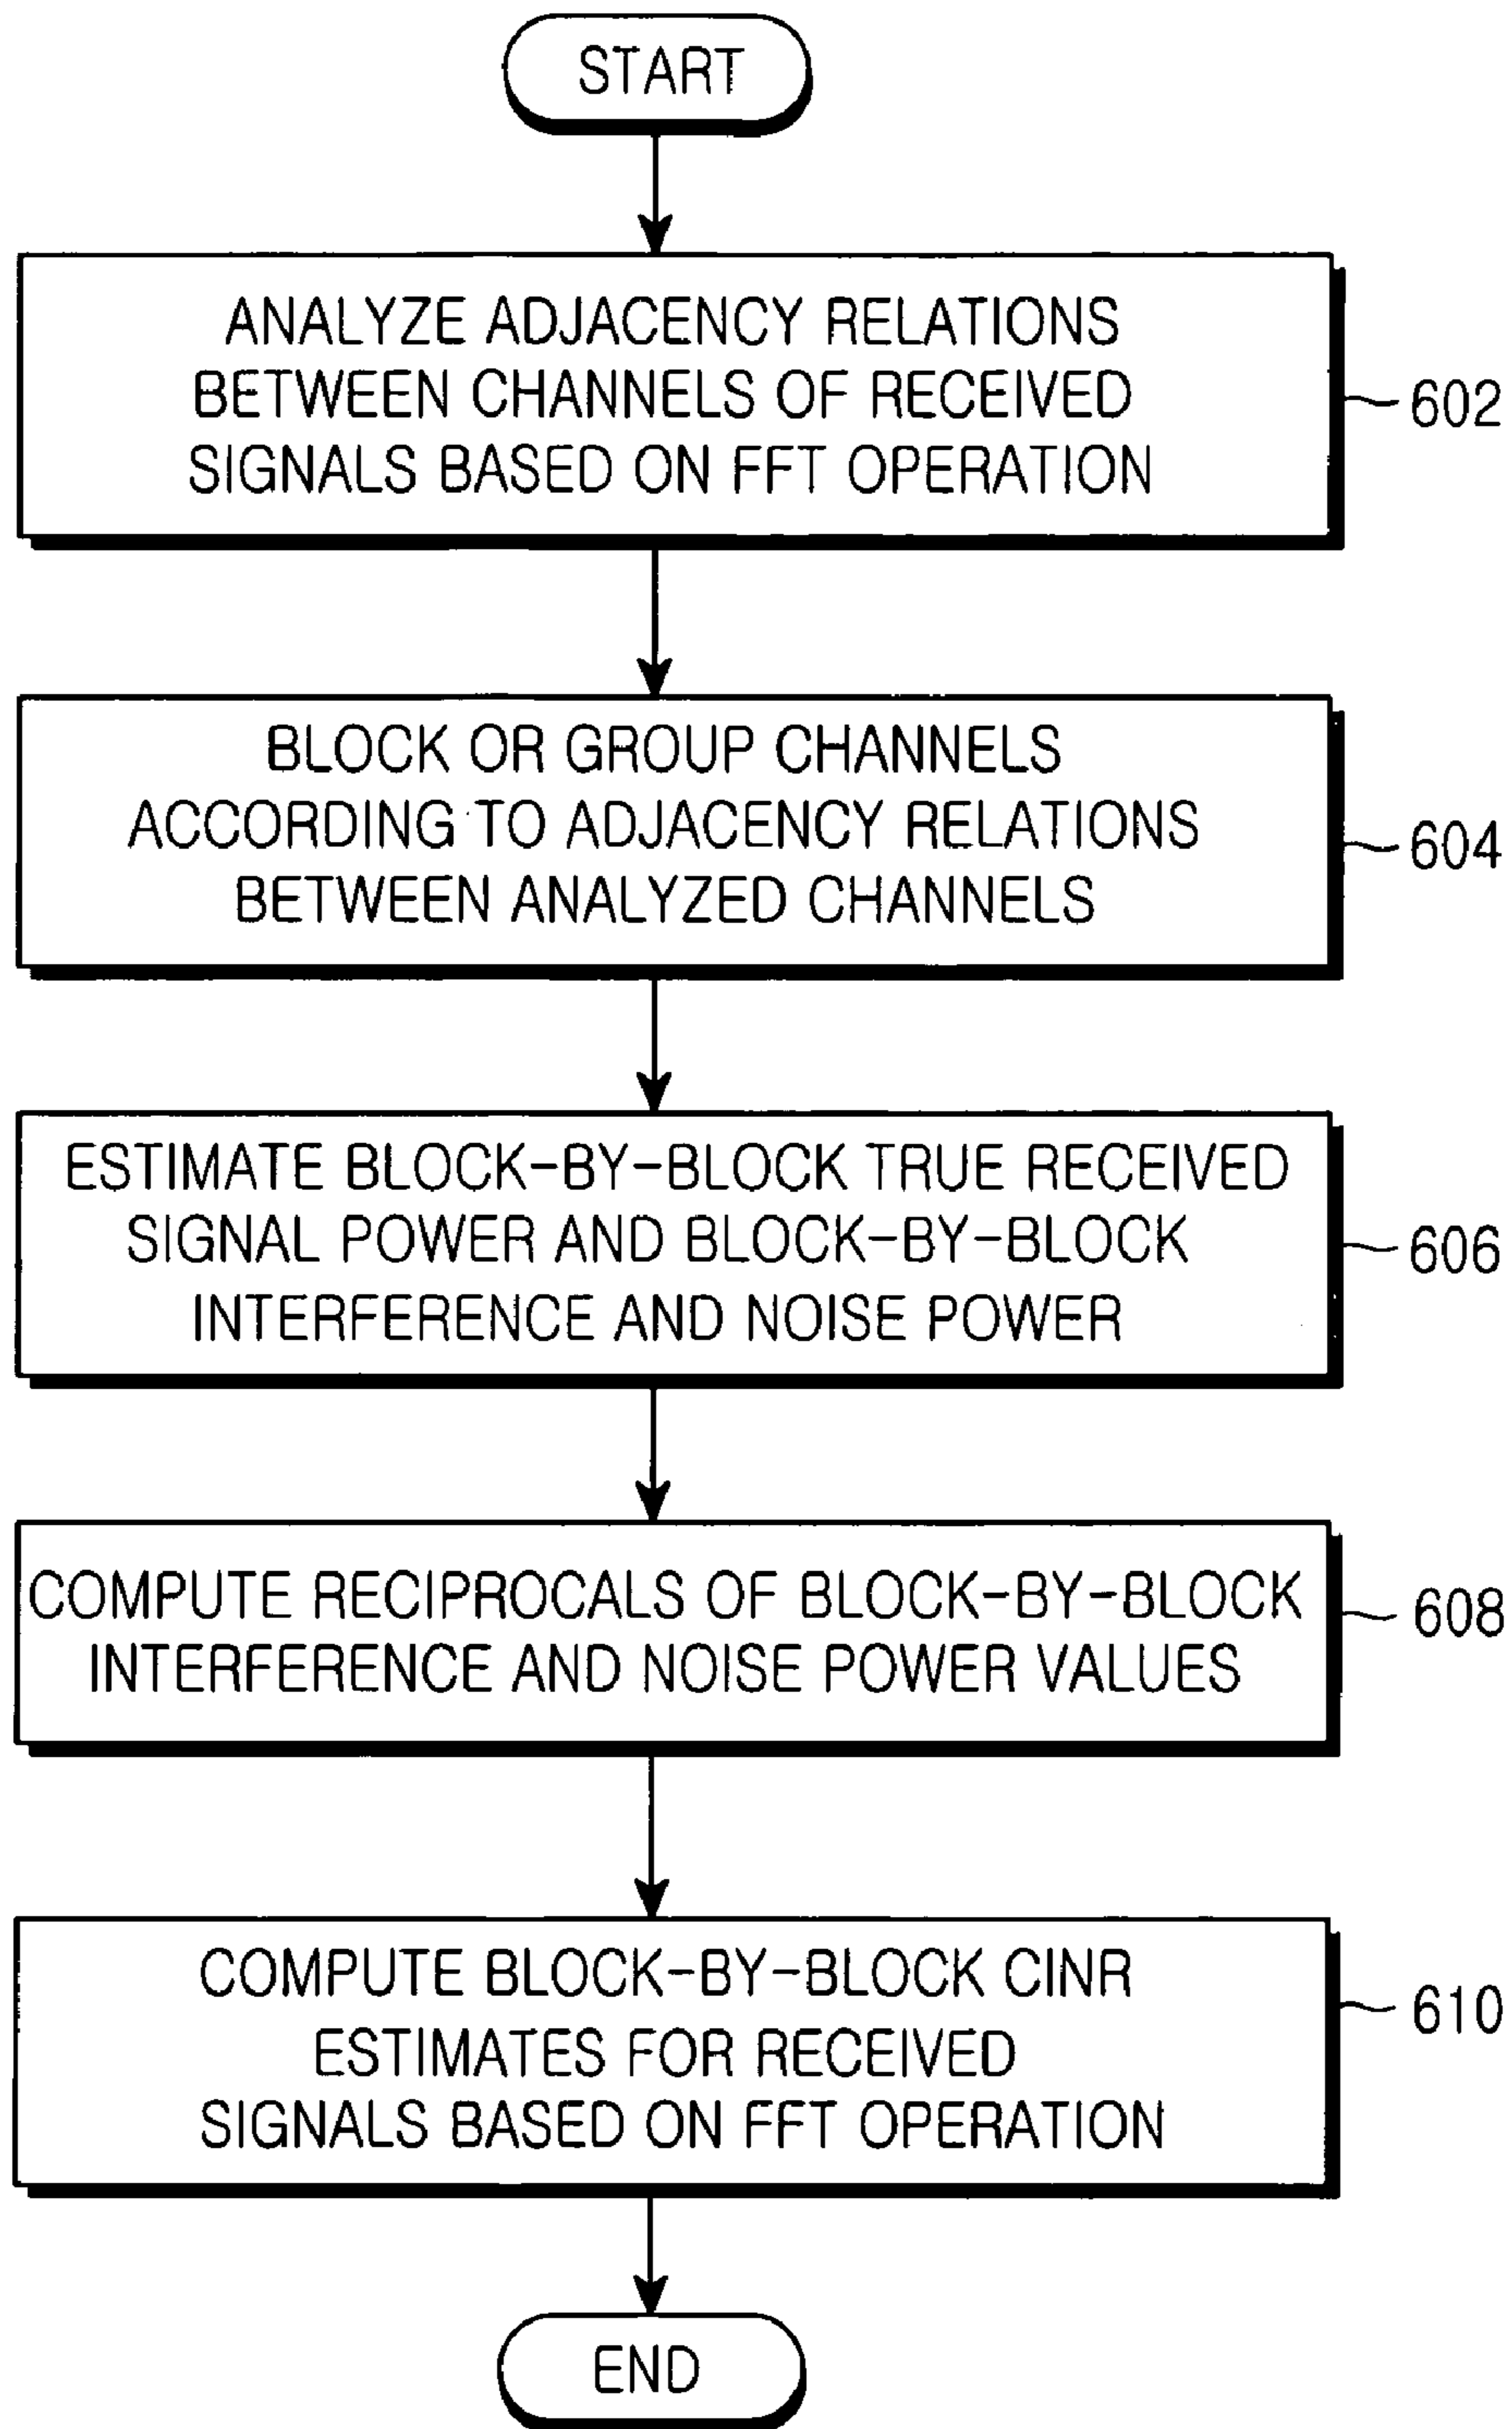 START
ANALYZE ADJACENCY RELATIONS
BETWEEN CHANNELS OF RECEIVED
SIGNALS BASED ON FFT OPERATION
602
BLOCK OR GROUP CHANNELS
ACCORDING TO ADJACENCY RELATIONS
BETWEEN ANALYZED CHANNELS
604
ESTIMATE BLOCK-BY-BLOCK TRUE RECEIVED
SIGNAL POWER AND BLOCK-BY-BLOCK
INTERFERENCE AND NOISE POWER
606
COMPUTE RECIPROCALS OF BLOCK-BY-BLOCK
INTERFERENCE AND NOISE POWER VALUES
608
COMPUTE BLOCK-BY-BLOCK CINR
ESTIMATES FOR RECEIVED
SIGNALS BASED ON FFT OPERATION
610
END